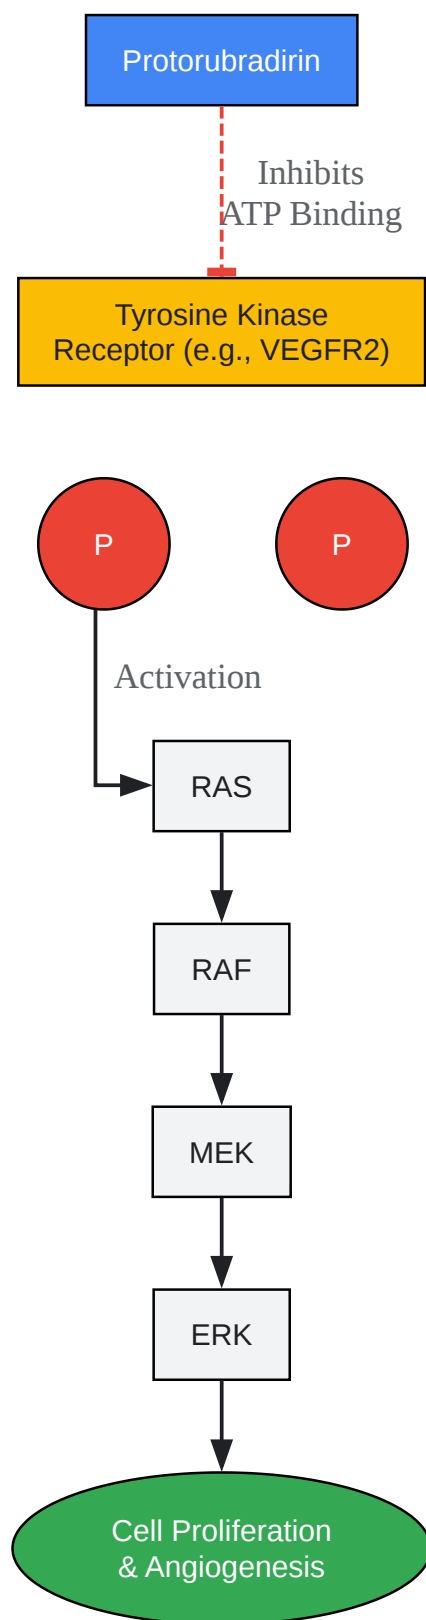 Protorubradirin
Inhibits
ATP Binding
Tyrosine Kinase
Receptor (e.g., VEGFR2)
P
P
Activation
RAS
RAF
MEK
ERK
Cell Proliferation
& Angiogenesis